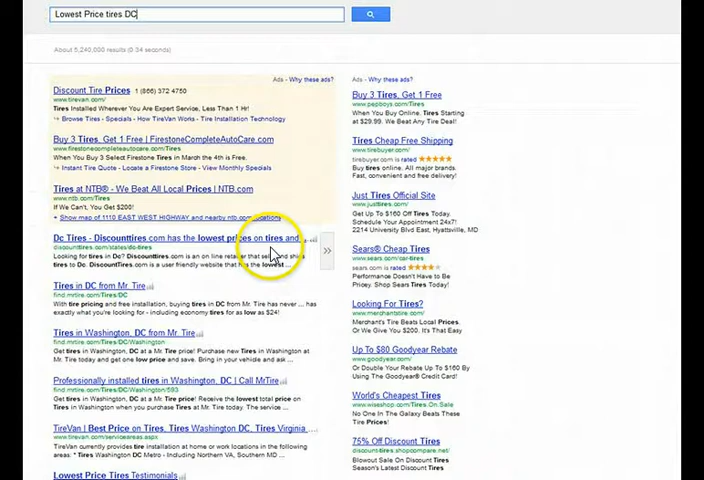 Lowest Price tires DC
About 5,240,000 results (0.34 seconds)
Ads - Why these ads?
Discount Tire Prices 1 (866) 372 4750
www.tirevan.com/
Tires Installed Wherever You Are Expert Service, Less Than 1 Hr!
Browse Tires - Specials - How TireVan Works - Tire Installation Technology
Buy 3 Tires, Get 1 Free | FirestoneCompleteAutoCare.com
www.firestonecompleteautocare.com/Tires
When You Buy 3 Select Firestone Tires in March the 4th is Free.
Instant Tire Quote - Locate a Firestone Store - View Monthly Specials
Tires at NTB® - We Beat All Local Prices | NTB.com
www.ntb.com/Tires
If We Can't, You Get $200!
+ Show map of 1110 EAST WEST HIGHWAY and nearby ntb.com locations
Dc Tires - Discounttires.com has the lowest prices on tires and ...
discounttires.com/states/dc-tires
Looking for tires in Dc? Discounttires.com is an on line retailer that sell and ships
tires to Dc. Discounttires.com is a user friendly website that has the lowest ...
Tires in DC from Mr. Tire
find.mrtire.com/Tires/DC
With tire pricing and free installation, buying tires in DC from Mr. Tire has never ... has
exactly what you're looking for - including economy tires for as low as $24!
Tires in Washington, DC from Mr. Tire
find.mrtire.com/Tires/DC/Washington
Get tires in Washington, DC at a Mr. Tire price! Purchase new Tires in Washington at
Mr. Tire today and get one low price and save. Bring in your vehicle and ask ...
Professionally installed tires in Washington, DC | Call MrTire
find.mrtire.com/Tires/DC/Washington/593
Get tires in Washington, DC at a Mr. Tire price! Receive the lowest total price on
tires in Washington when you purchase Tires at Mr. Tire today. The service ...
TireVan | Best Price on Tires, Tires Washington DC, Tires Virginia ...
www.tirevan.com/serviceareas.aspx
TireVan currently provides tire installation at home or work locations in the following
areas: * Tires Washington DC Metro - Including Northern VA, Southern MD ...
Lowest Price Tires Testimonials
Ads - Why these ads?
Buy 3 Tires, Get 1 Free
www.pepboys.com/Tires
When You Buy Online. Tires Starting
at $29.99. We Beat Any Tire Deal!
Tires Cheap Free Shipping
www.tirebuyer.com/
tirebuyer.com is rated
Buy tires online. All major brands.
Fast, convenient and free delivery!
Just Tires Official Site
www.justtires.com/
Get Up To $160 Off Tires Today.
Schedule Your Appointment 24x7!
2214 University Blvd East, Hyattsville, MD
Sears® Cheap Tires
www.sears.com/car-tires
sears.com is rated
Performance Doesn't Have to Be
Pricey. Shop Sears Tires Today!
Looking For Tires?
www.merchantstire.com/
Merchant's Tire Beats Local Prices
Or We Give You $200. It's That Easy
Up To $80 Goodyear Rebate
www.goodyear.com/
Or Double Your Rebate Up To $160 By
Using The Goodyear® Credit Card!
World's Cheapest Tires
www.wiseshop.com/Tires.On.Sale
No One In The Galaxy Beats These
Tire Prices!
75% Off Discount Tires
discount-tires.shopcompare.net/
Blowout Sale On Discount Tires
Season's Latest Discount Tires